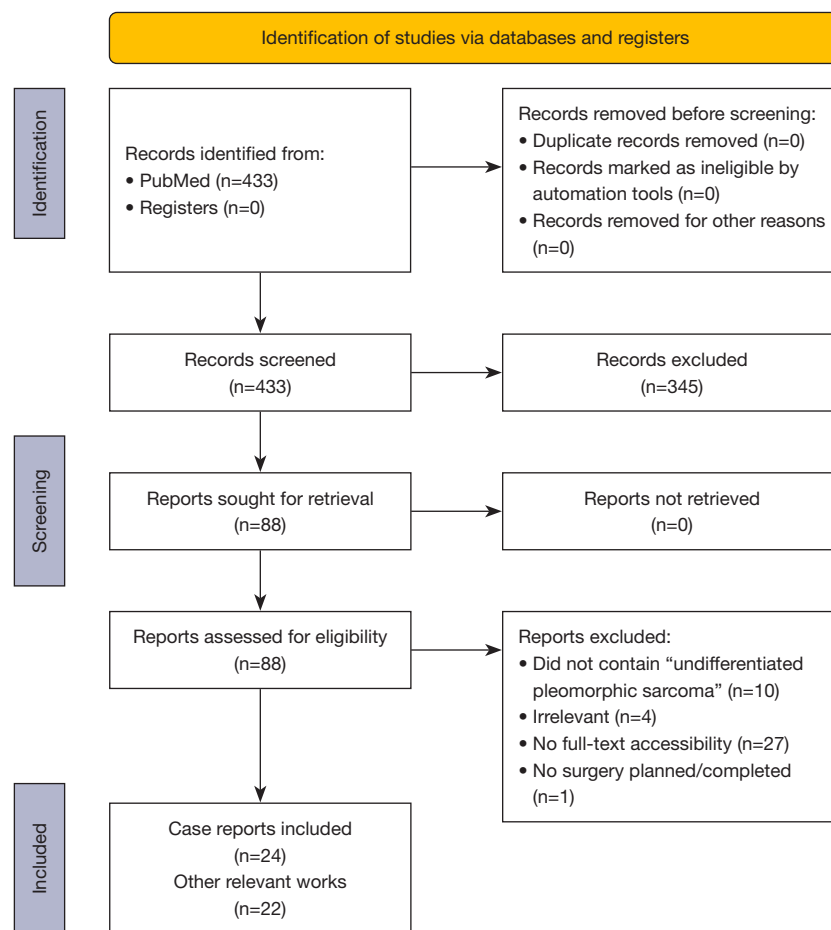 Identification of studies via databases and registers
Identification
Records identified from:
• PubMed (n=433)
• Registers (n=0)
Records removed before screening:
• Duplicate records removed (n=0)
• Records marked as ineligible by
automation tools (n=0)
• Records removed for other reasons
(n=0)
Records screened
(n=433)
Records excluded
(n=345)
Screening
Reports sought for retrieval
(n=88)
Reports not retrieved
(n=0)
Reports assessed for eligibility
(n=88)
Reports excluded:
• Did not contain “undifferentiated
pleomorphic sarcoma” (n=10)
• Irrelevant (n=4)
• No full-text accessibility (n=27)
• No surgery planned/completed
(n=1)
Included
Case reports included
(n=24)
Other relevant works
(n=22)